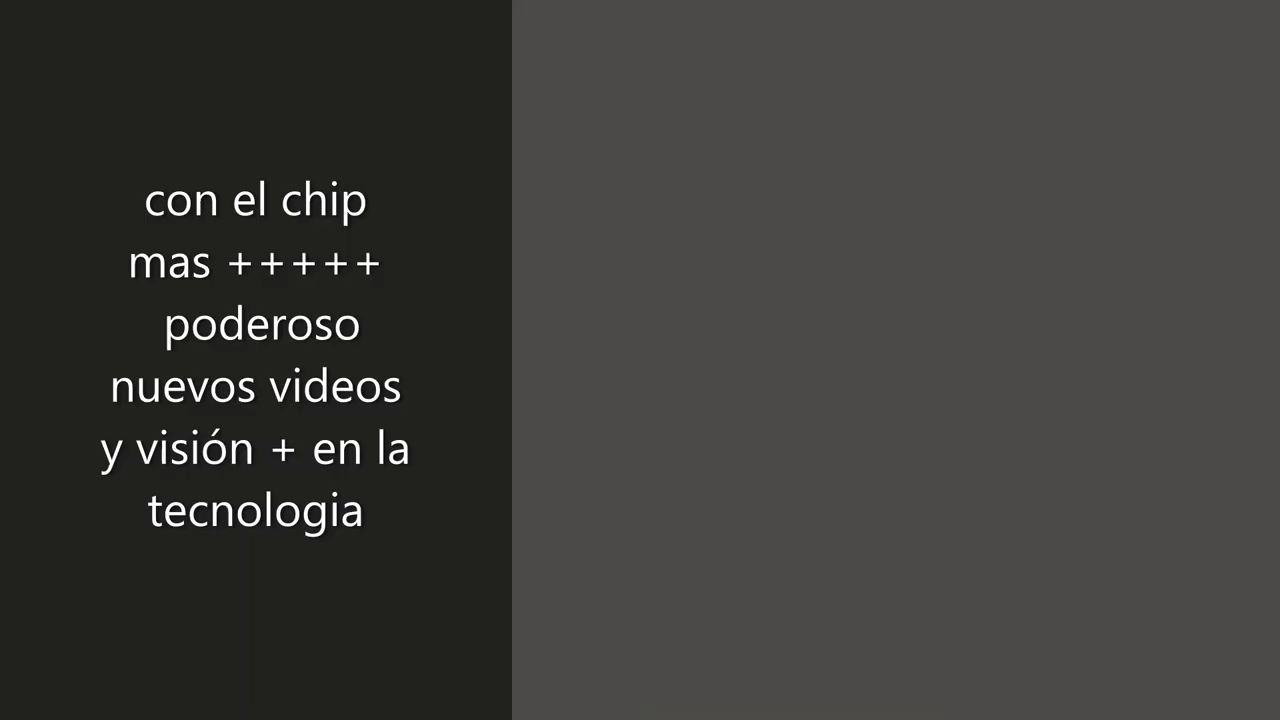 con el chip
mas +++++
poderoso
nuevos videos
y visión + en la
tecnologia